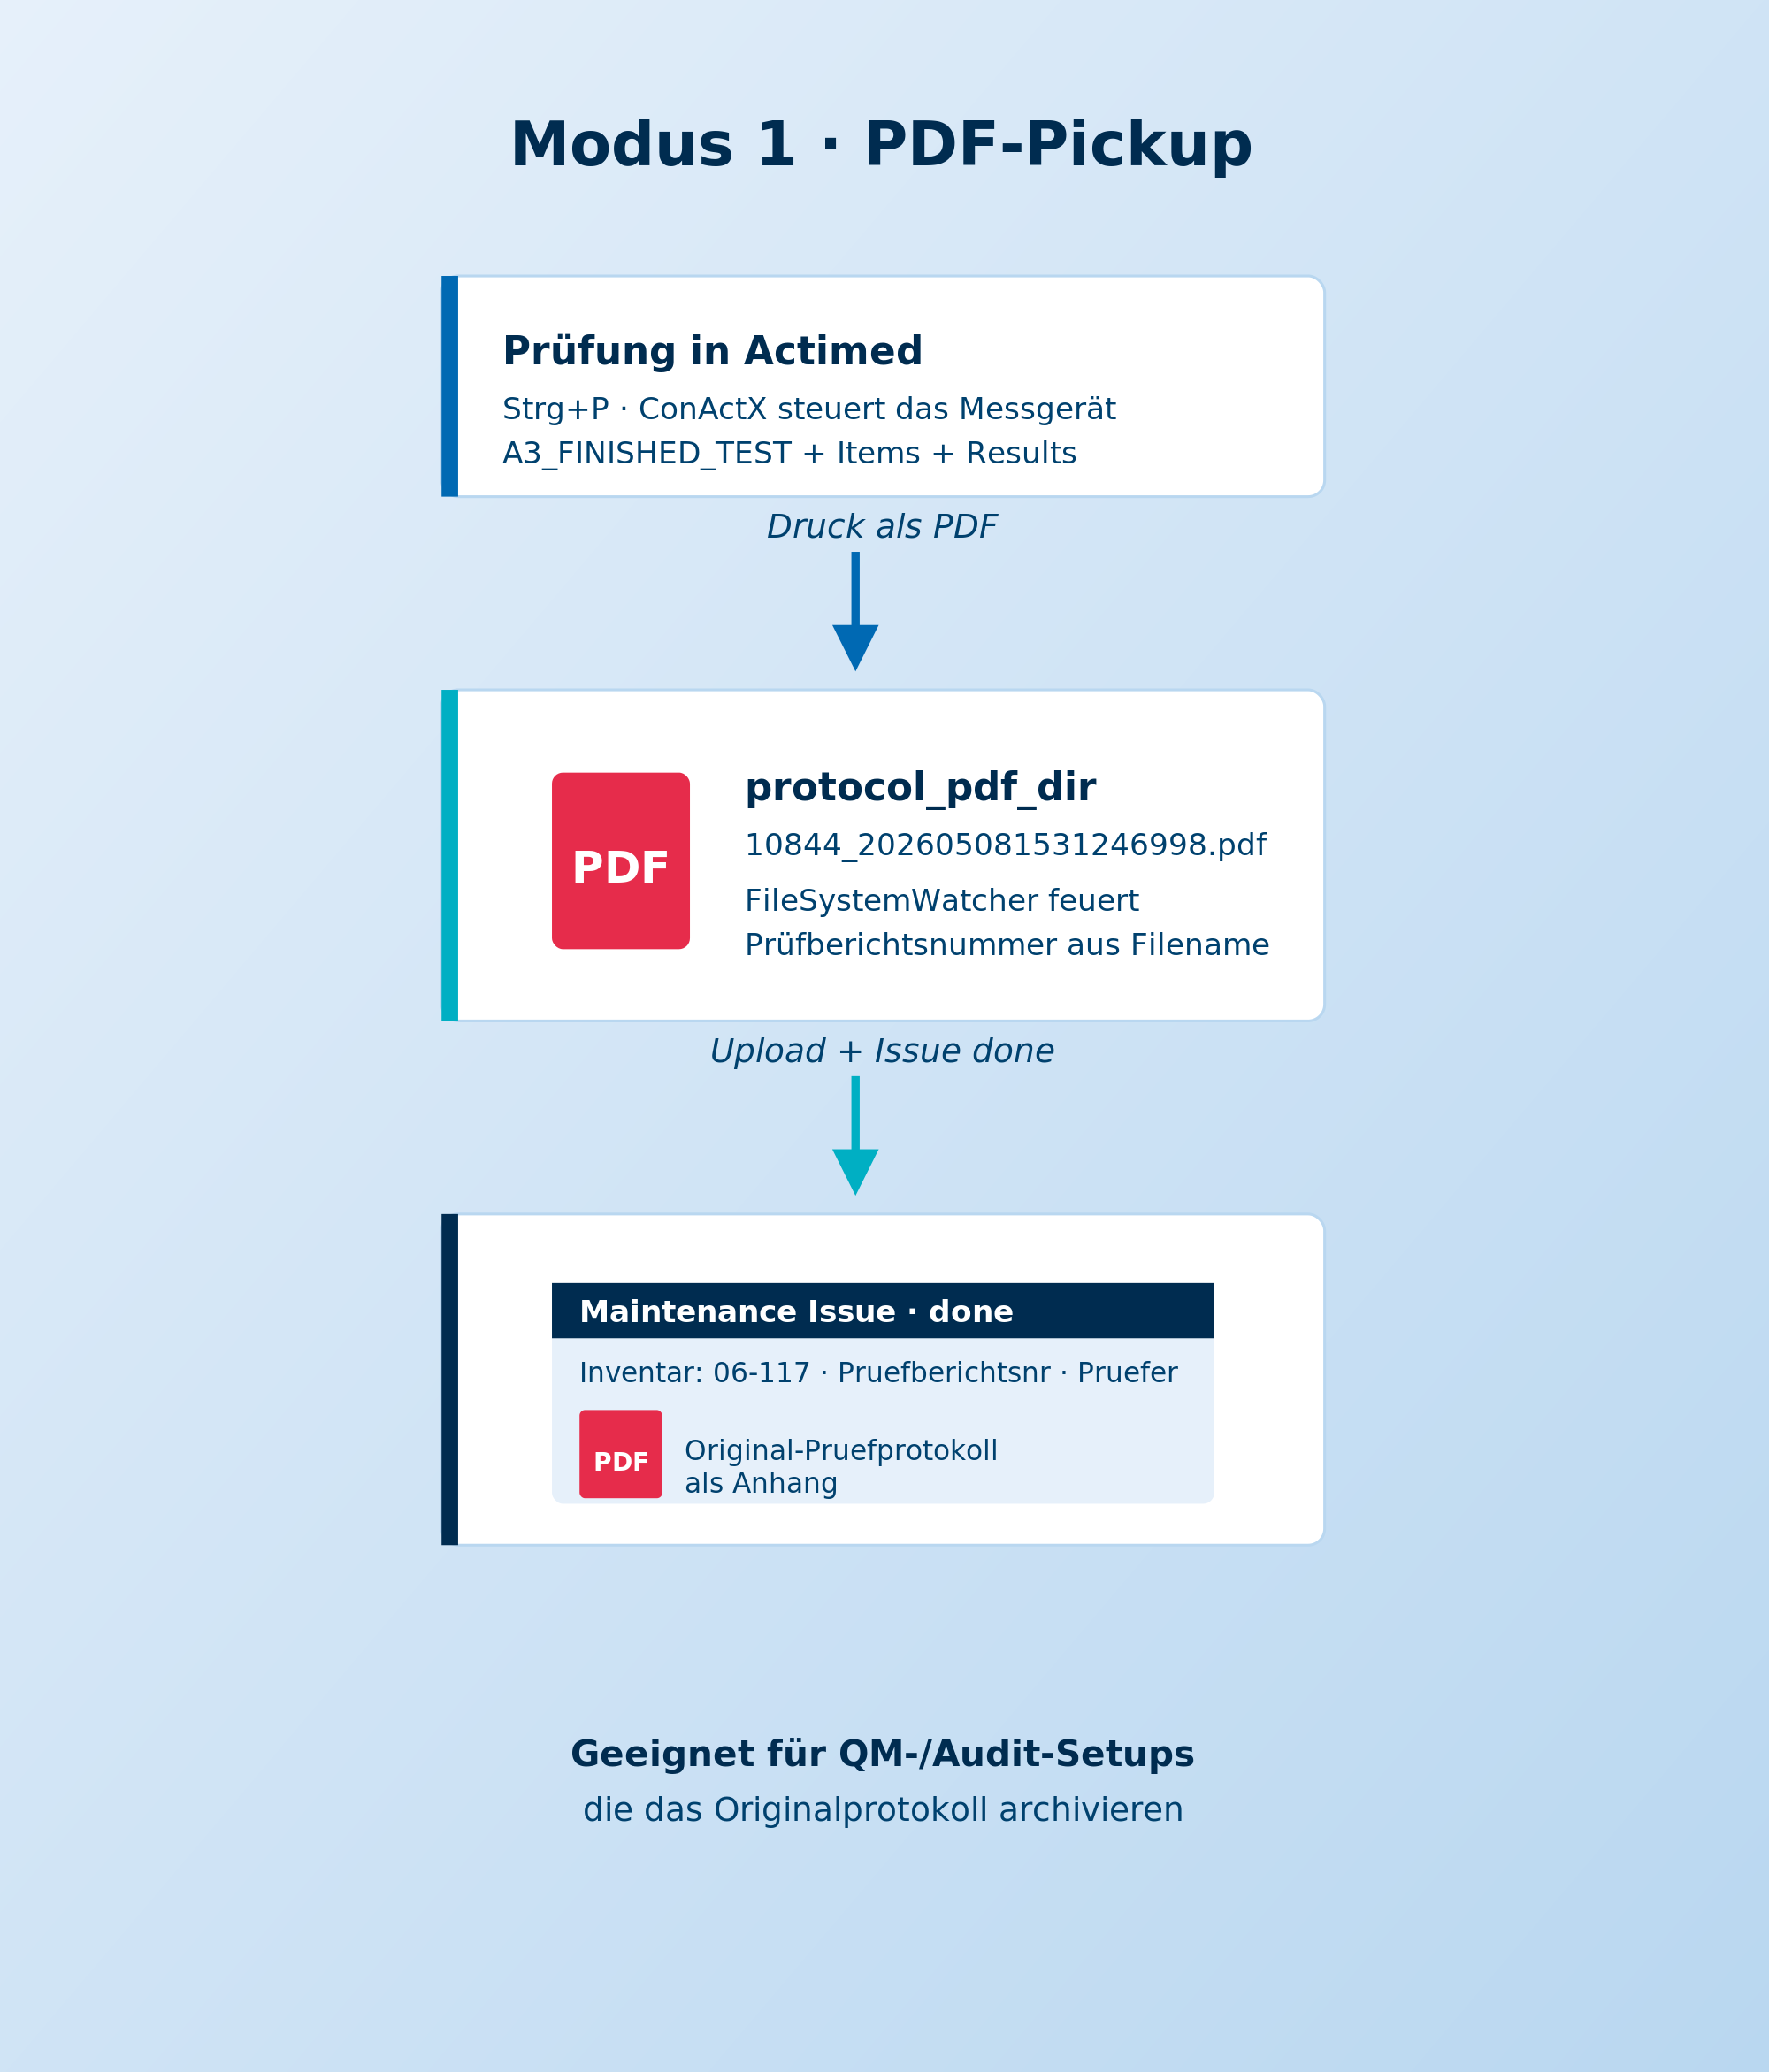 Modus 1 · PDF-Pickup
Prüfung in Actimed
Strg+P · ConActX steuert das Messgerät
A3_FINISHED_TEST + Items + Results
Druck als PDF
PDF
protocol_pdf_dir
10844_202605081531246998.pdf
FileSystemWatcher feuert
Prüfberichtsnummer aus Filename
Upload + Issue done
Maintenance Issue · done
Inventar: 06-117 · Pruefberichtsnr · Pruefer
PDF
Original-Pruefprotokoll
als Anhang
Geeignet für QM-/Audit-Setups
die das Originalprotokoll archivieren